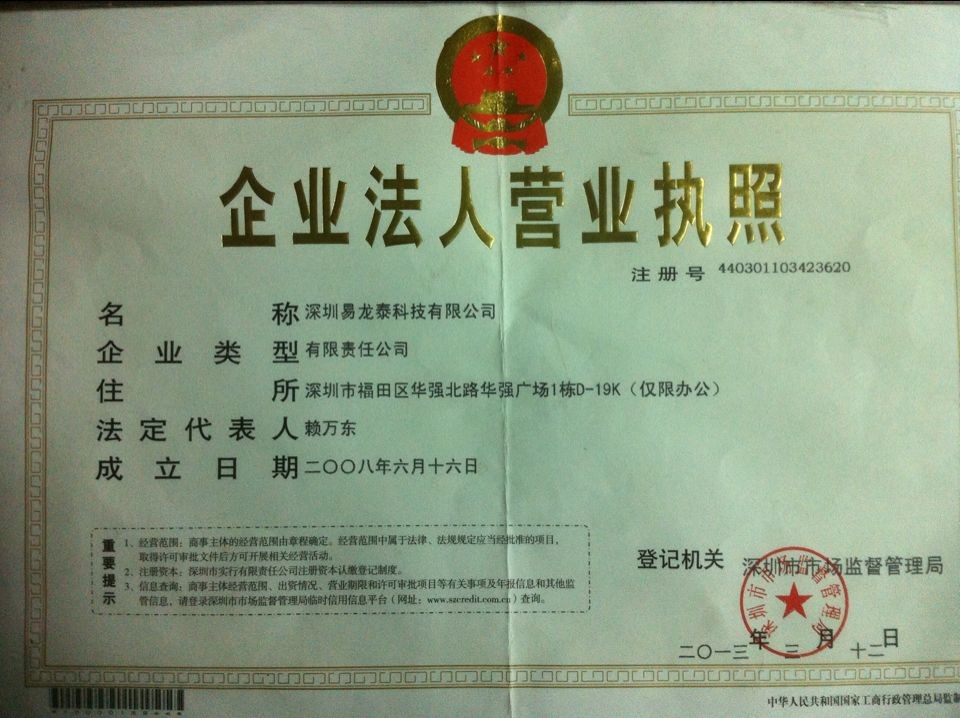 企业法人营业执照
注册号 440301103423620
名称 深圳易龙泰科技有限公司
企业类型 有限责任公司
住所 深圳市福田区华强北路华强广场1栋D-19K（仅限办公）
法定代表人 赖万东
成立日期 二〇〇八年六月十六日
重要提示
1、经营范围：商事主体的经营范围由章程确定。经营范围中属于法律、法规规定应当经批准的项目，
取得许可审批文件后方可开展相关经营活动。
2、注册资本：深圳市实行有限责任公司注册资本认缴登记制度。
3、信息查询：商事主体经营范围、出资情况、营业期限和许可审批项目等有关事项及年报信息和其他监
管信息，请登录深圳市市场监督管理局临时信用信息平台（网址：www.szcredit.com.cn）查询。
登记机关 深圳市市场监督管理局
深圳市市场监督管理局
二〇一三年三月十二日
中华人民共和国国家工商行政管理总局监制